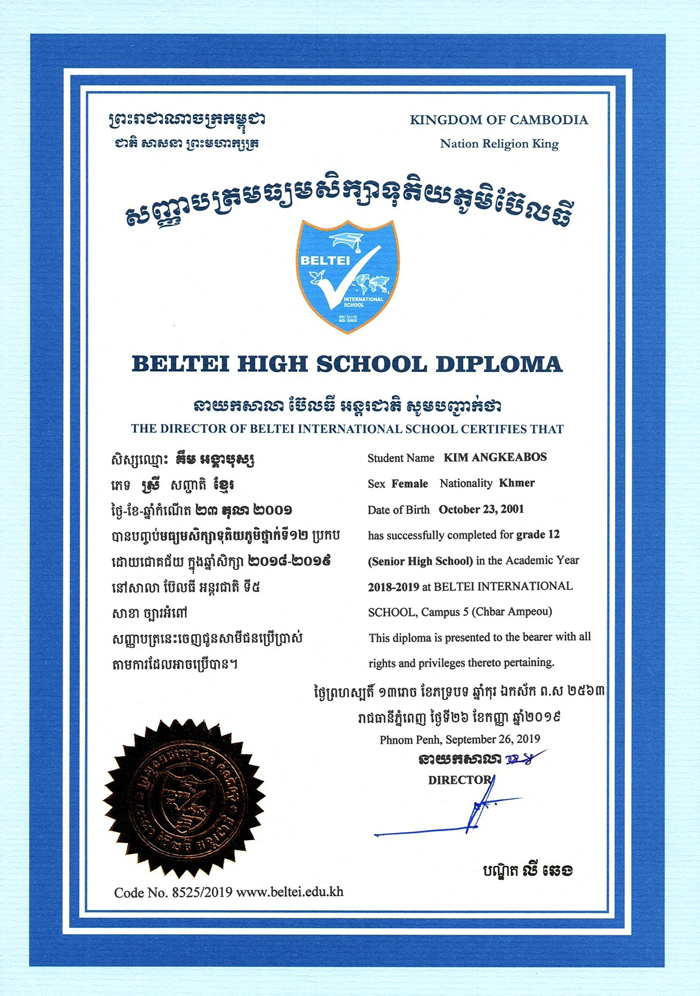 ព្រះរាជាណាចក្រកម្ពុជា
ជាតិ សាសនា ព្រះមហាក្សត្រ
KINGDOM OF CAMBODIA
Nation Religion King
សញ្ញាបត្រមធ្យមសិក្សាទុតិយភូមិប៊ែលធី
BELTEI
INTERNATIONAL
SCHOOL
BELTEI HIGH SCHOOL DIPLOMA
នាយកសាលា ប៊ែលធី អន្តរជាតិ សូមបញ្ជាក់ថា
THE DIRECTOR OF BELTEI INTERNATIONAL SCHOOL CERTIFIES THAT
សិស្សឈ្មោះ គឹម អង្គាបុស្ប
ភេទ ស្រី សញ្ជាតិ ខ្មែរ
ថ្ងៃ-ខែ-ឆ្នាំកំណើត ២៣ តុលា ២០០១
បានបញ្ចប់មធ្យមសិក្សាទុតិយភូមិថ្នាក់ទី១២ ប្រកប
ដោយជោគជ័យ ក្នុងឆ្នាំសិក្សា ២០១៨-២០១៩
នៅសាលា ប៊ែលធី អន្តរជាតិ ទី៥
សាខា ច្បារអំពៅ
សញ្ញាបត្រនេះចេញជូនសាមីជនប្រើប្រាស់
តាមការដែលអាចប្រើបាន។
Student Name KIM ANGKEABOS
Sex Female Nationality Khmer
Date of Birth October 23, 2001
has successfully completed for grade 12
(Senior High School) in the Academic Year
2018-2019 at BELTEI INTERNATIONAL
SCHOOL, Campus 5 (Chbar Ampeou)
This diploma is presented to the bearer with all
rights and privileges thereto pertaining.
ថ្ងៃព្រហស្បតិ៍ ១៣រោច ខែភទ្របទ ឆ្នាំកុរ ឯកស័ក ព.ស ២៥៦៣
រាជធានីភ្នំពេញ ថ្ងៃទី២៦ ខែកញ្ញា ឆ្នាំ២០១៩
Phnom Penh, September 26, 2019
នាយកសាលា
DIRECTOR
បណ្ឌិត លី ឆេង
Code No. 8525/2019 www.beltei.edu.kh